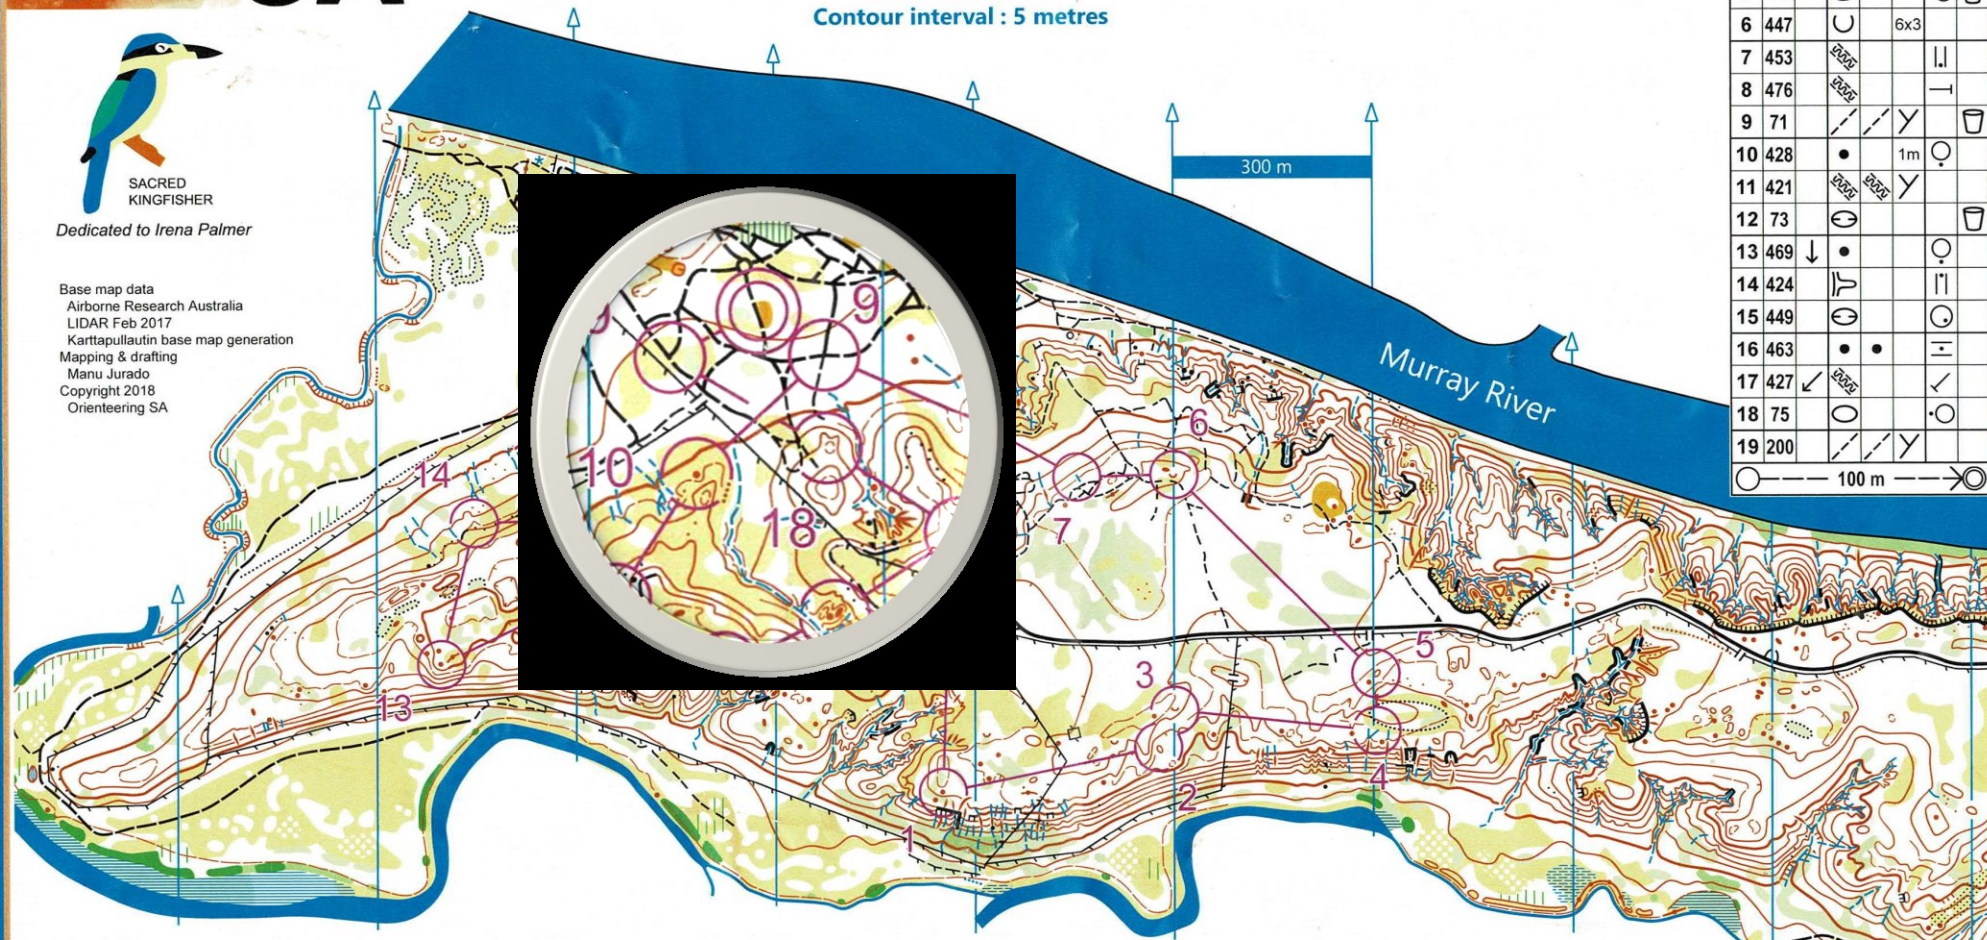 Contour interval : 5 metres
SACRED
KINGFISHER
Dedicated to Irena Palmer
Base map data
Airborne Research Australia
LIDAR Feb 2017
Karttapullautin base map generation
Mapping & drafting
Manu Jurado
Copyright 2018
Orienteering SA
300 m
Murray River
6 447 6x3
7 453
8 476
9 71
10 428 1m
11 421
12 73
13 469
14 424
15 449
16 463
17 427
18 75
19 200
100 m
9
10
18
14
13
6
7
5
3
4
2
1